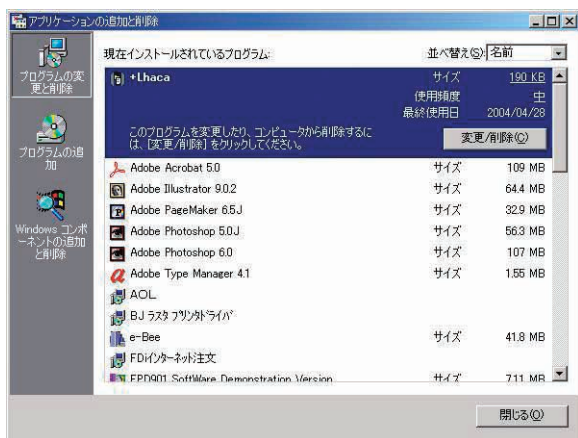 アプリケーションの追加と削除
プログラムの変更と削除
プログラムの追加
Windows コンポーネントの追加と削除
現在インストールされているプログラム:
並べ替え(S): 名前
+Lhaca サイズ 190 KB
使用頻度 中
最終使用日 2004/04/28
このプログラムを変更したり、コンピュータから削除するに
は、[変更/削除] をクリックしてください。
変更/削除(C)
Adobe Acrobat 5.0 サイズ 109 MB
Adobe Illustrator 9.0.2 サイズ 64.4 MB
Adobe PageMaker 6.5J サイズ 32.9 MB
Adobe Photoshop 5.0J サイズ 56.3 MB
Adobe Photoshop 6.0 サイズ 107 MB
Adobe Type Manager 4.1 サイズ 1.55 MB
AOL
BJ ラスタ プリンタドライバ
e-Bee サイズ 41.8 MB
FDiインターネット注文
EPD901 SoftWare Demonstration Version サイズ 7.11 MB
閉じる(O)